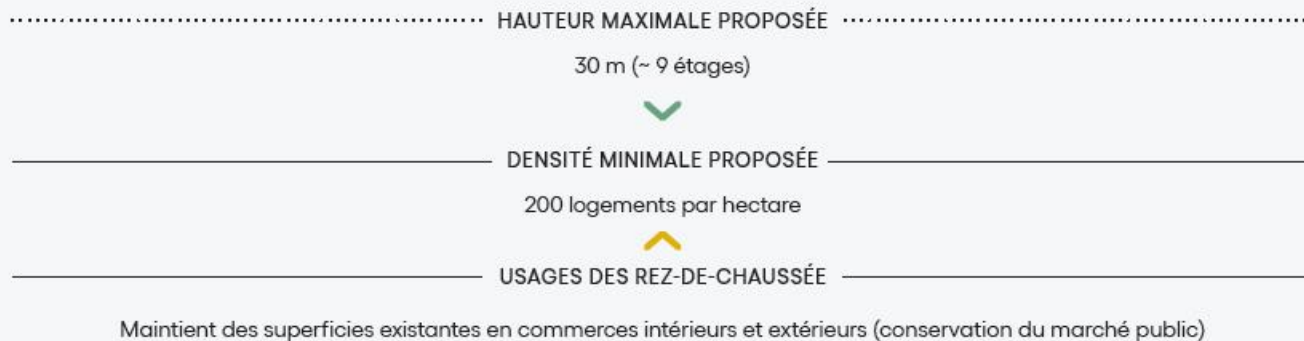 HAUTEUR MAXIMALE PROPOSÉE
30 m (~ 9 étages)
DENSITÉ MINIMALE PROPOSÉE
200 logements par hectare
USAGES DES REZ-DE-CHAUSSÉE
Maintient des superficies existantes en commerces intérieurs et extérieurs (conservation du marché public)